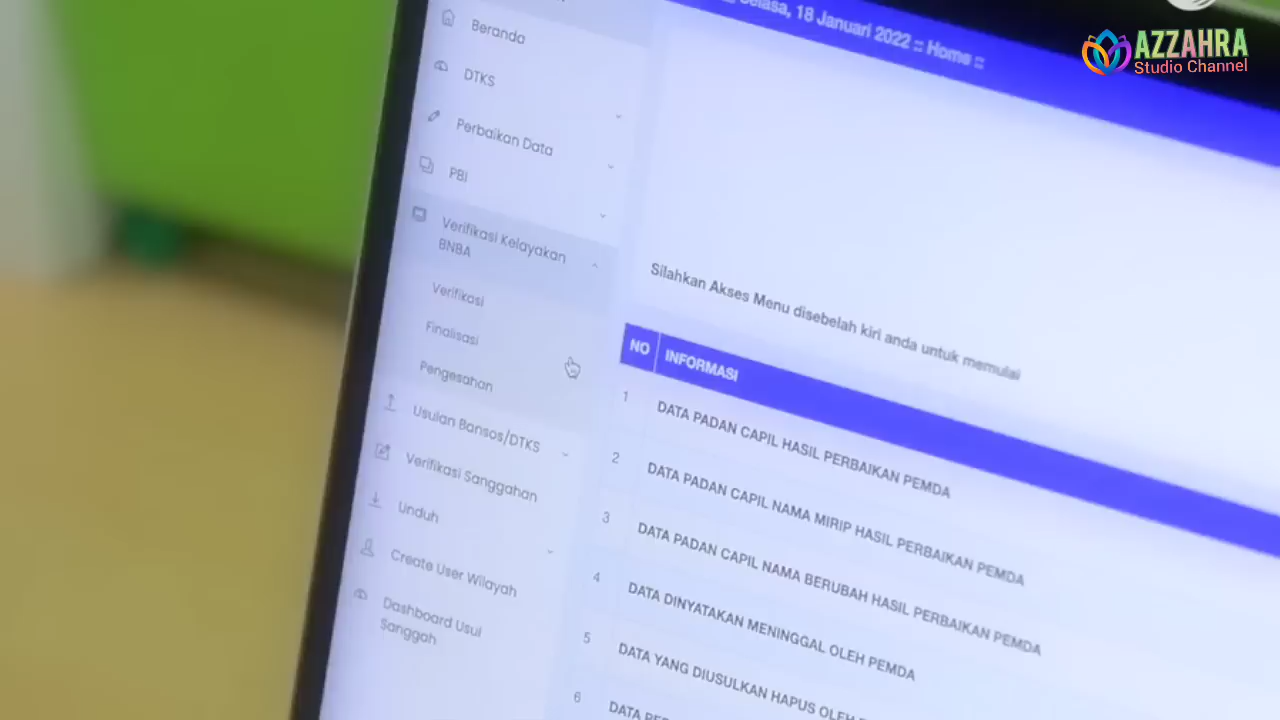 Selasa, 18 Januari 2022 :: Home ::
AZZAHRA
Studio Channel
Beranda
DTKS
Perbaikan Data
PBI
Verifikasi Kelayakan
BNBA
Verifikasi
Finalisasi
Pengesahan
Usulan Bansos/DTKS
Verifikasi Sanggahan
Unduh
Create User Wilayah
Dashboard Usul
Sanggah
Silahkan Akses Menu disebelah kiri anda untuk memulai
NO INFORMASI
1 DATA PADAN CAPIL HASIL PERBAIKAN PEMDA
2 DATA PADAN CAPIL NAMA MIRIP HASIL PERBAIKAN PEMDA
3 DATA PADAN CAPIL NAMA BERUBAH HASIL PERBAIKAN PEMDA
4 DATA DINYATAKAN MENINGGAL OLEH PEMDA
5 DATA YANG DIUSULKAN HAPUS OLEH
6 DATA